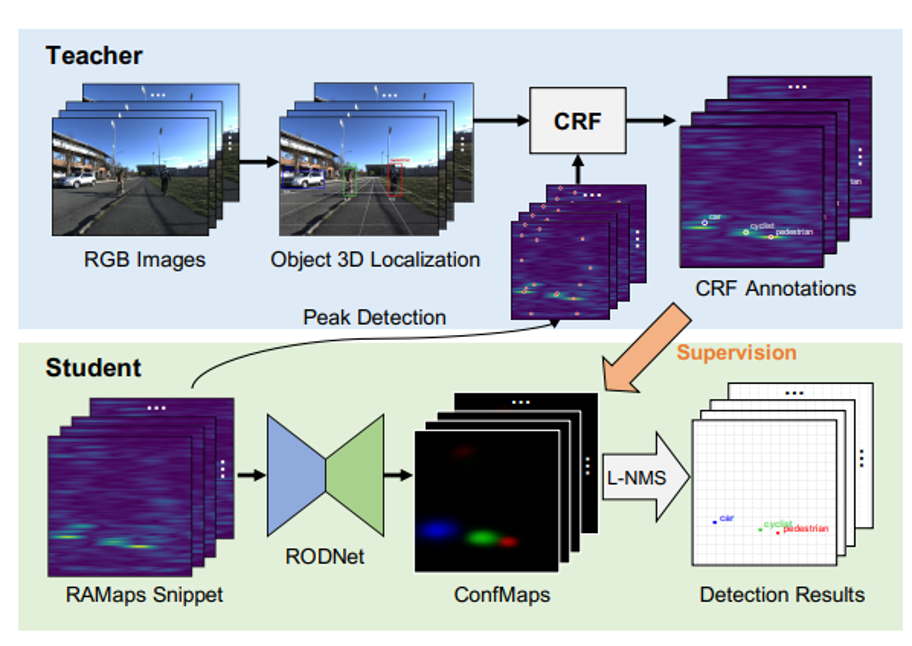 Teacher
RGB Images
Object 3D Localization
CRF
car
cyclist
pedestrian
CRF Annotations
Peak Detection
Supervision
Student
RAMaps Snippet
RODNet
ConfMaps
L-NMS
car
cyclist
pedestrian
Detection Results